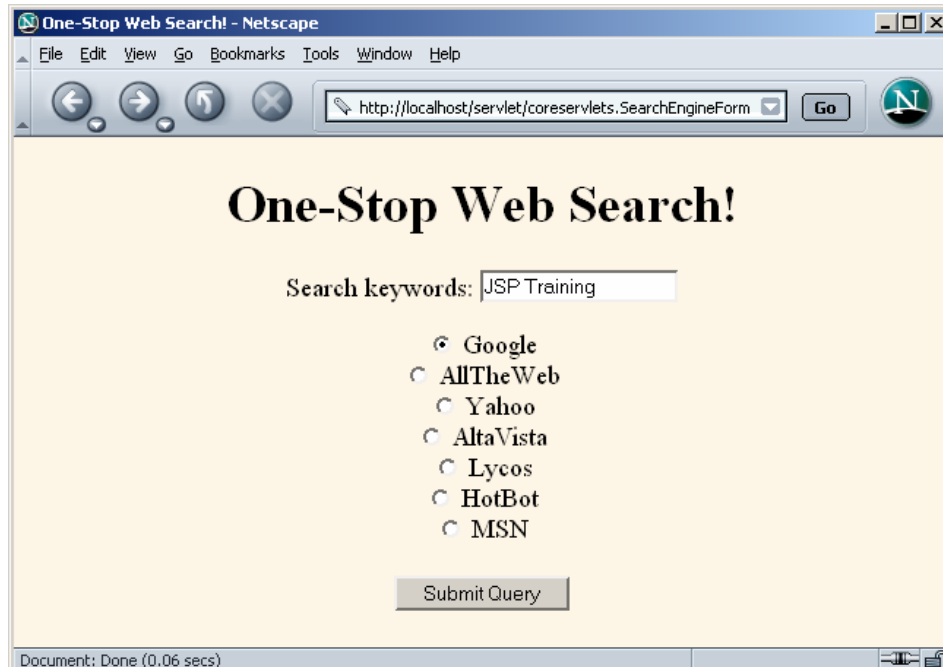 One-Stop Web Search! - Netscape
File Edit View Go Bookmarks Tools Window Help
http://localhost/servlet/coreservlets.SearchEngineForm Go N
One-Stop Web Search!
Search keywords: JSP Training
Google
AllTheWeb
Yahoo
AltaVista
Lycos
HotBot
MSN
Submit Query
Document: Done (0.06 secs)